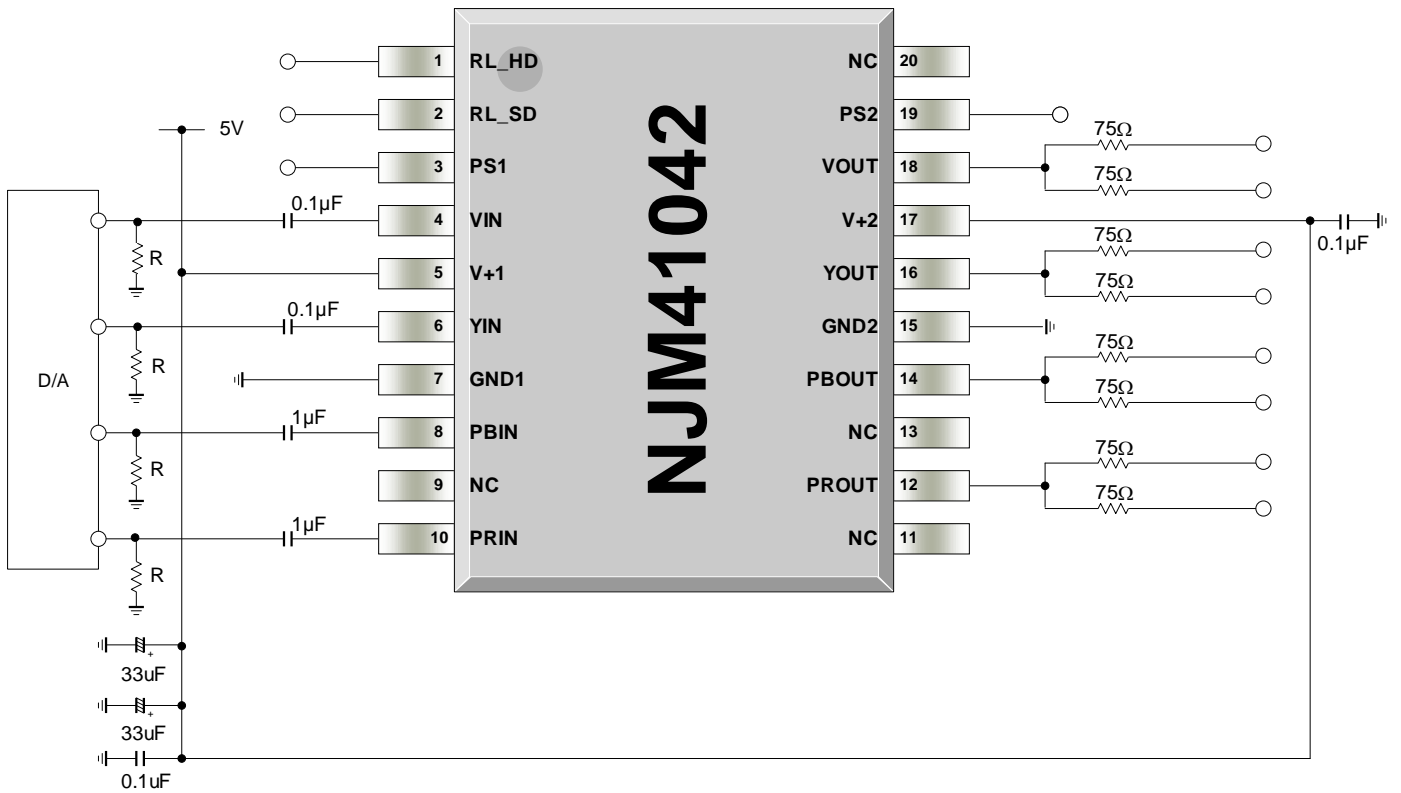 1 RL_HD
2 RL_SD
3 PS1
4 VIN
5 V+1
6 YIN
7 GND1
8 PBIN
9 NC
10 PRIN
NJM41042
NC 20
PS2 19
VOUT 18
V+2 17
YOUT 16
GND2 15
PBOUT 14
NC 13
PROUT 12
NC 11
5V
0.1µF
R
0.1µF
R
D/A
1µF
R
1µF
R
33uF
+
33uF
+
0.1uF
75Ω
75Ω
0.1µF
75Ω
75Ω
75Ω
75Ω
75Ω
75Ω